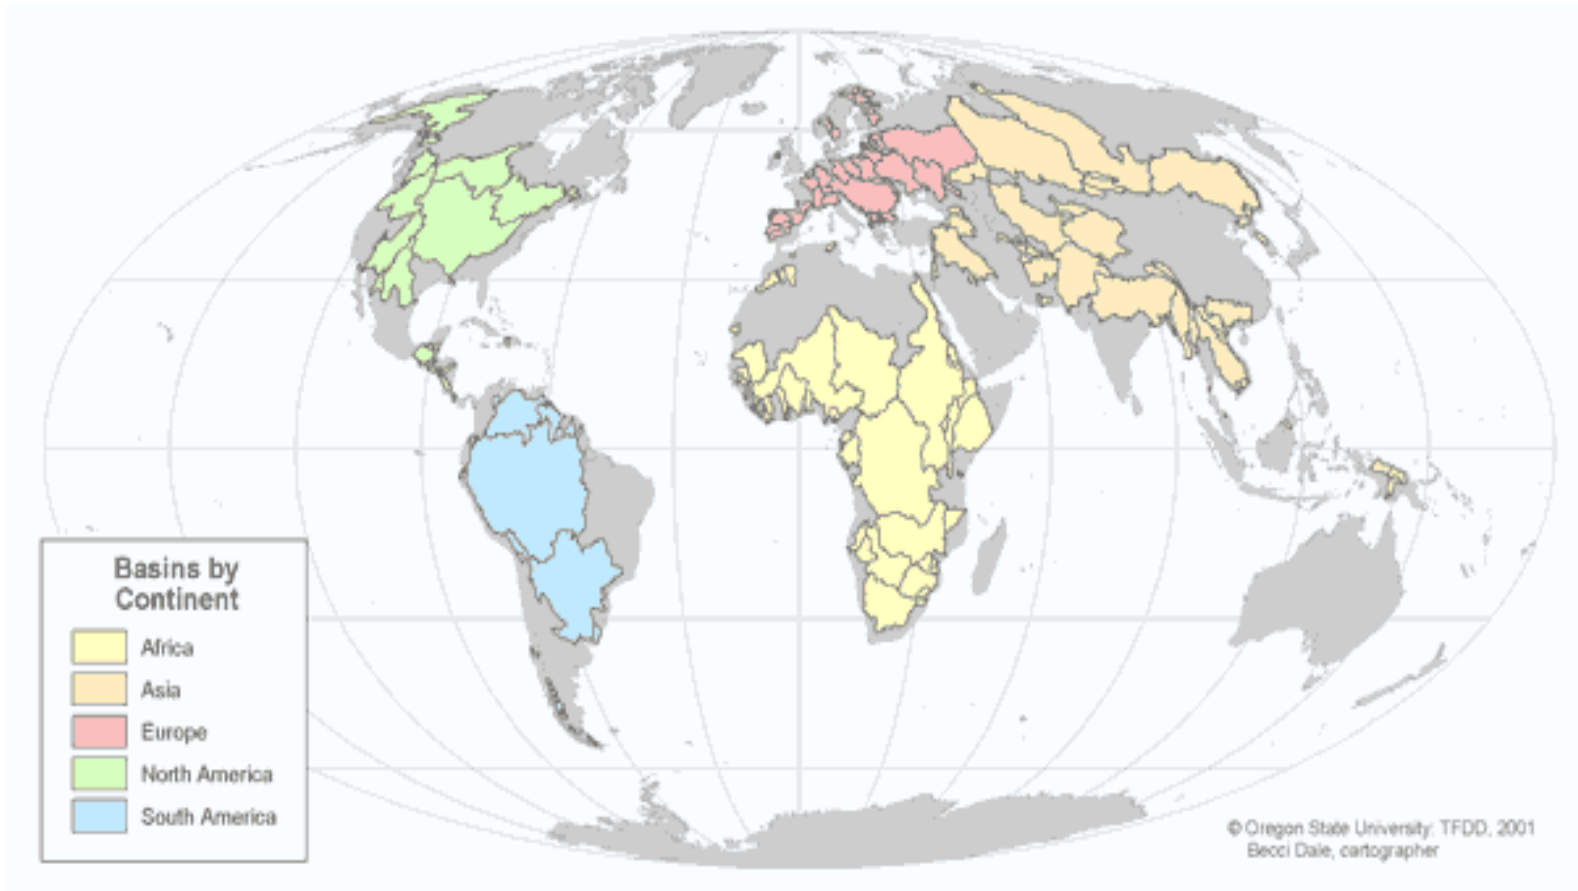 Basins by
Continent
Africa
Asia
Europe
North America
South America
© Oregon State University: TFDD, 2001
Becci Dale, cartographer